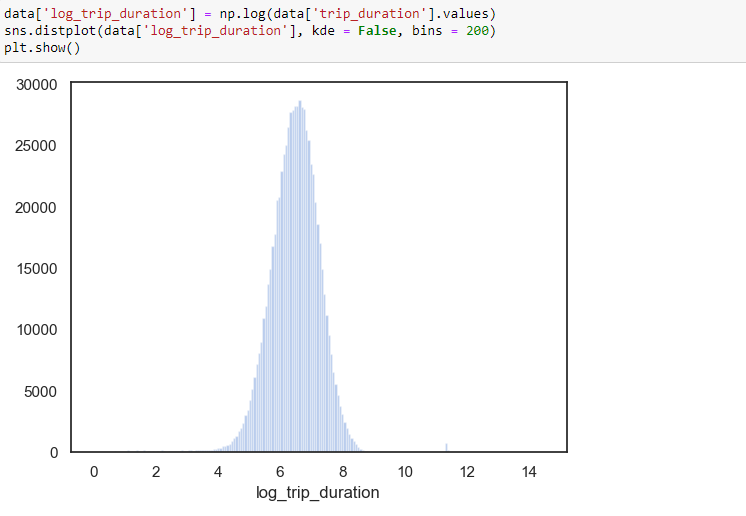 data['log_trip_duration'] = np.log(data['trip_duration'].values)
sns.distplot(data['log_trip_duration'], kde = False, bins = 200)
plt.show()
30000
25000
20000
15000
10000
5000
0
0 2 4 6 8 10 12 14
log_trip_duration